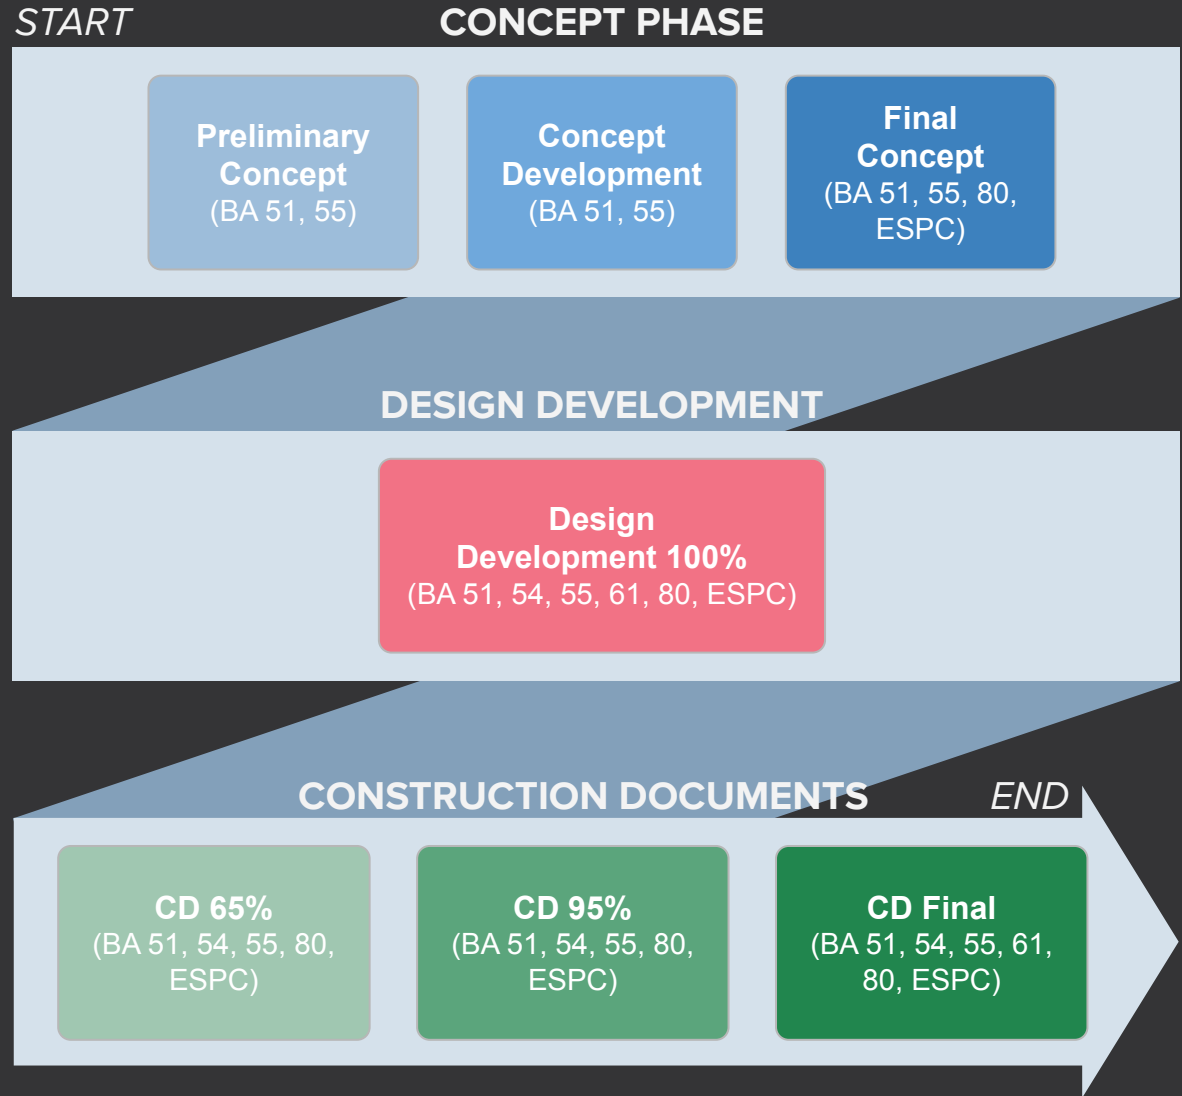 START
CONCEPT PHASE
Preliminary
Concept
(BA 51, 55)
Concept
Development
(BA 51, 55)
Final
Concept
(BA 51, 55, 80,
ESPC)
DESIGN DEVELOPMENT
Design
Development 100%
(BA 51, 54, 55, 61, 80, ESPC)
CONSTRUCTION DOCUMENTS
END
CD 65%
(BA 51, 54, 55, 80,
ESPC)
CD 95%
(BA 51, 54, 55, 80,
ESPC)
CD Final
(BA 51, 54, 55, 61,
80, ESPC)